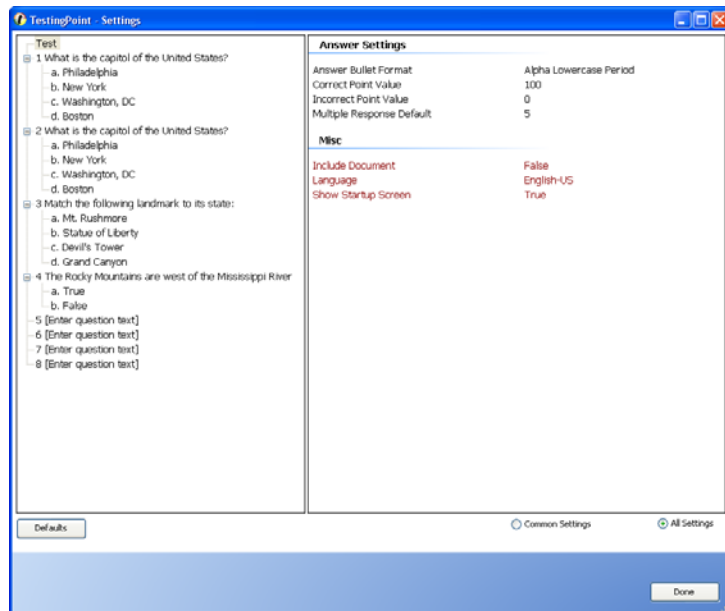 TestingPoint - Settings
Test
1 What is the capitol of the United States?
a. Philadelphia
b. New York
c. Washington, DC
d. Boston
2 What is the capitol of the United States?
a. Philadelphia
b. New York
c. Washington, DC
d. Boston
3 Match the following landmark to its state:
a. Mt. Rushmore
b. Statue of Liberty
c. Devil's Tower
d. Grand Canyon
4 The Rocky Mountains are west of the Mississippi River
a. True
b. False
5 [Enter question text]
6 [Enter question text]
7 [Enter question text]
8 [Enter question text]
Answer Settings
Answer Bullet Format Alpha Lowercase Period
Correct Point Value 100
Incorrect Point Value 0
Multiple Response Default 5
Misc
Include Document False
Language English-US
Show Startup Screen True
Defaults
Common Settings
All Settings
Done